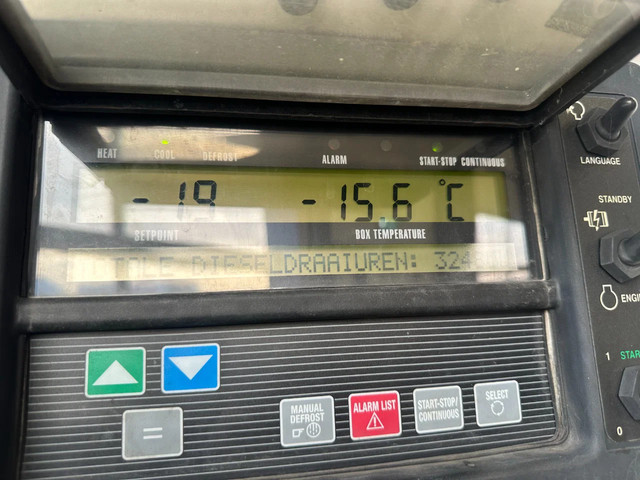 HEAT COOL DEFROST ALARM START-STOP CONTINUOUS
-19 -15.6 °C
SETPOINT BOX TEMPERATURE
DIESELDRAAIUREN:
=
MANUAL
DEFROST
ALARM LIST
START-STOP/
CONTINUOUS
SELECT
LANGUAGE
STANDBY
1
0